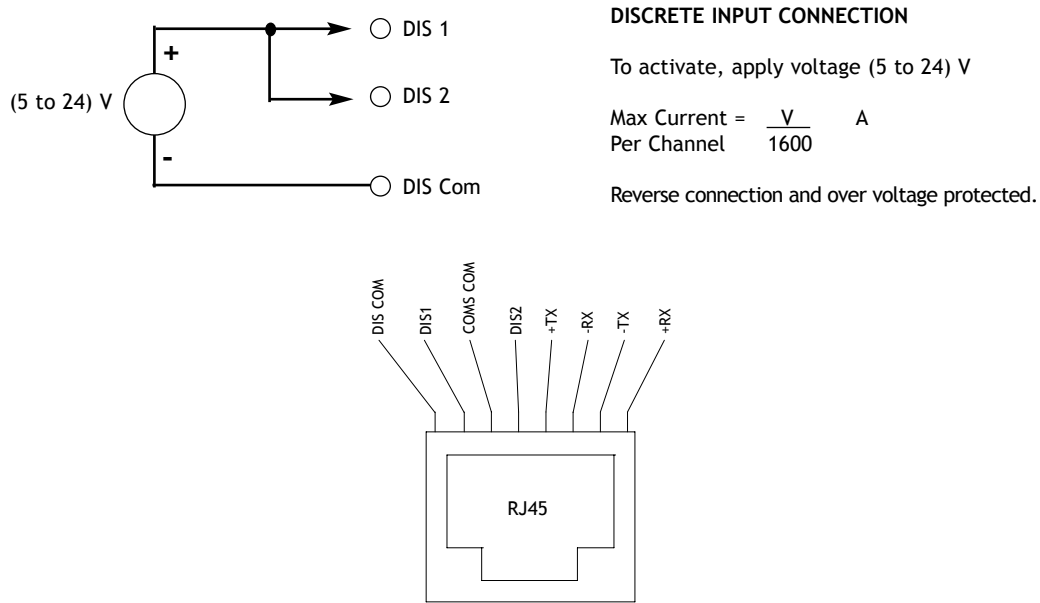 DISCRETE INPUT CONNECTION
DIS 1
+
To activate, apply voltage (5 to 24) V
(5 to 24) V
DIS 2
Max Current = V A
Per Channel 1600
-
DIS Com
Reverse connection and over voltage protected.
DIS COM
DIS1
COMS COM
DIS2
+TX
-RX
-TX
+RX
RJ45